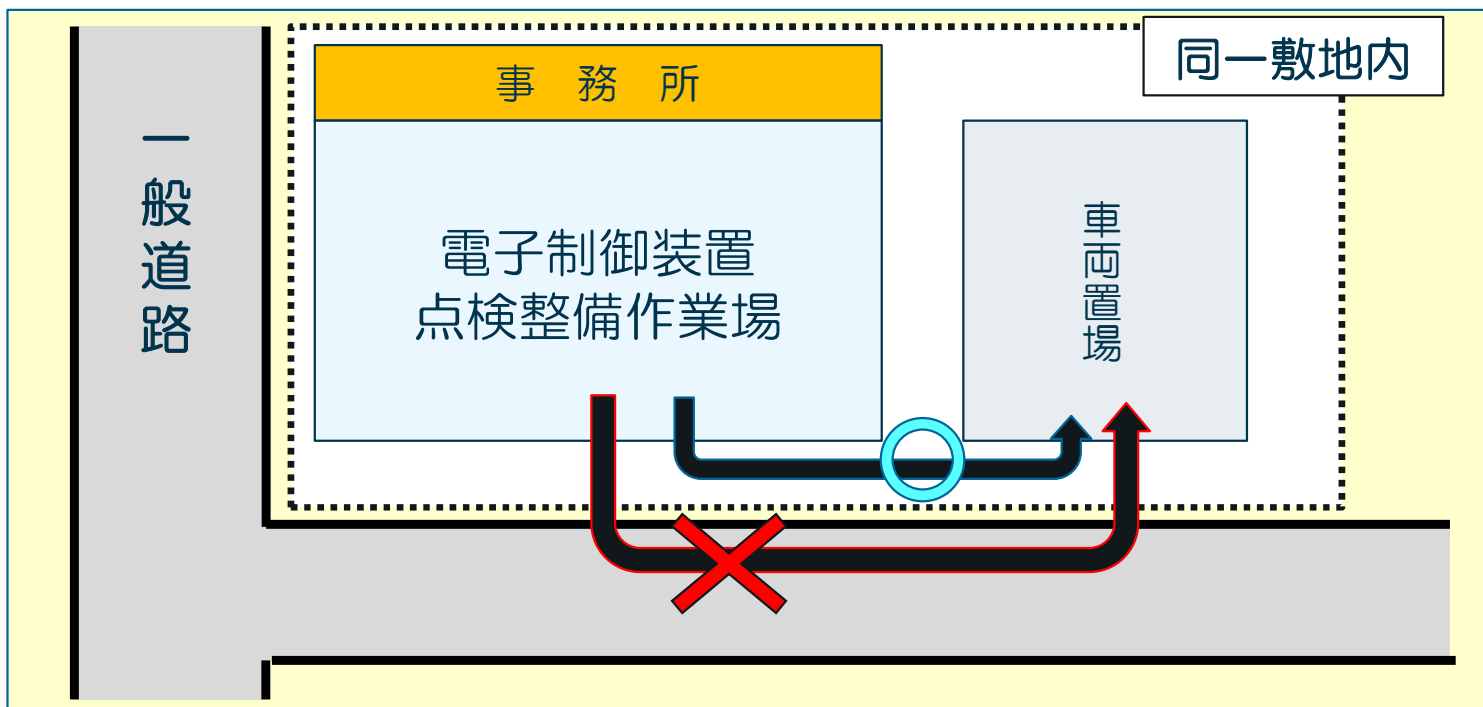 同一敷地内
事務所
一般道路
電子制御装置
点検整備作業場
車両置場